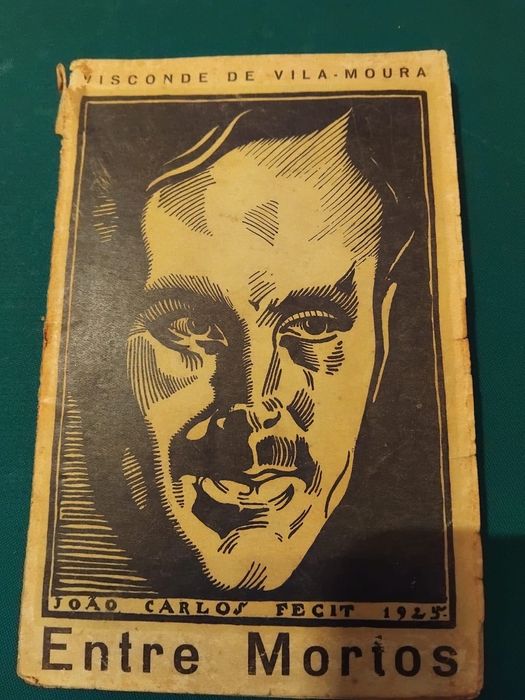 VISCONDE DE VILA-MOURA
JOÃO CARLOS FECIT 1925.
Entre Mortos